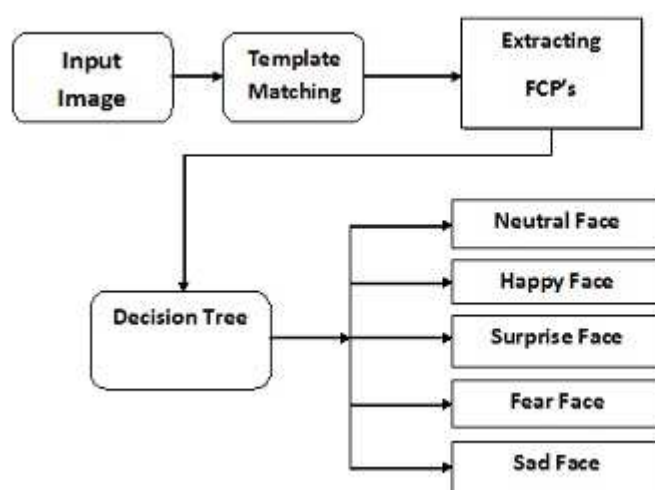 Input
Image
Template
Matching
Extracting
FCP's
Decision Tree
Neutral Face
Happy Face
Surprise Face
Fear Face
Sad Face